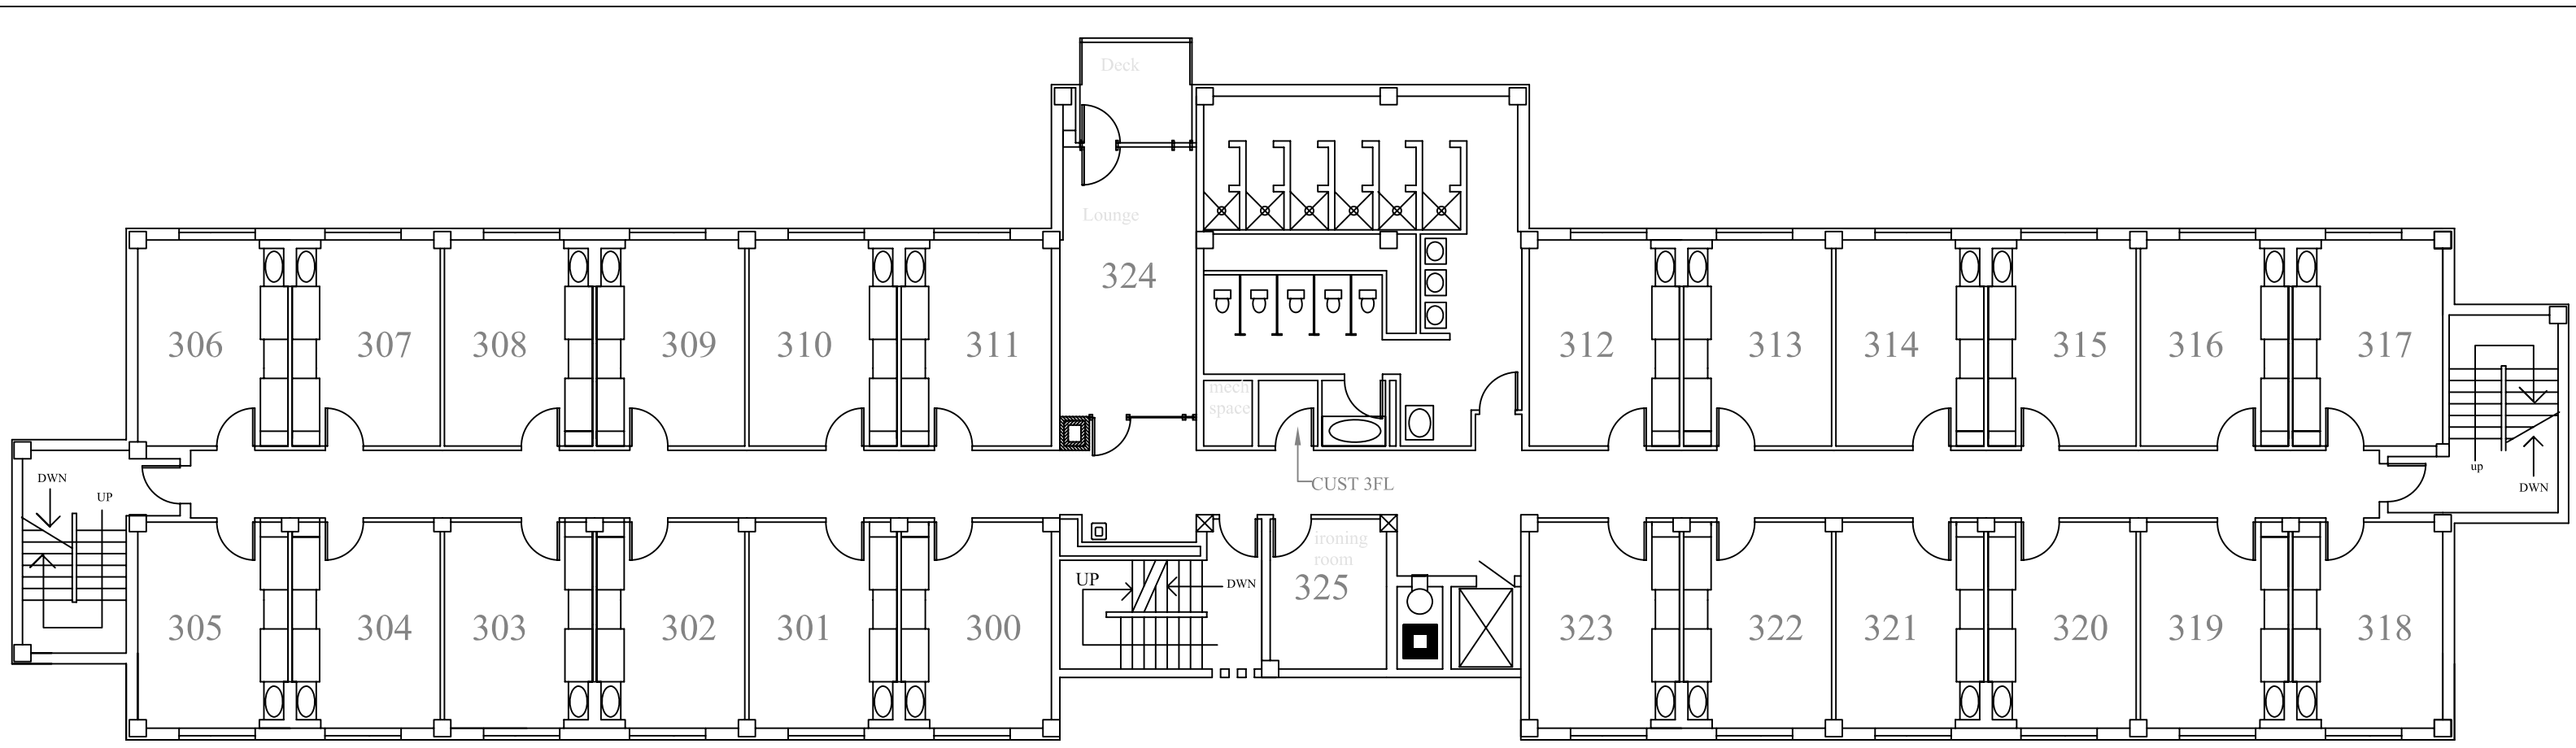 Deck
Lounge
324
306
307
308
309
310
311
312
313
314
315
316
317
mech
space
DWN
UP
CUST 3FL
up
DWN
ironing
room
325
UP
DWN
305
304
303
302
301
300
323
322
321
320
319
318